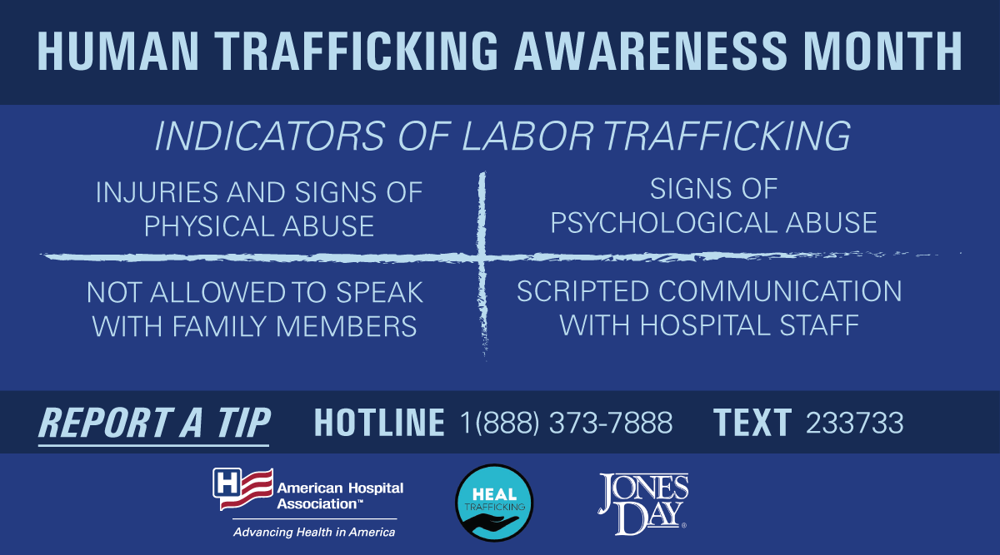 HUMAN TRAFFICKING AWARENESS MONTH
INDICATORS OF LABOR TRAFFICKING
INJURIES AND SIGNS OF
PHYSICAL ABUSE
SIGNS OF
PSYCHOLOGICAL ABUSE
NOT ALLOWED TO SPEAK
WITH FAMILY MEMBERS
SCRIPTED COMMUNICATION
WITH HOSPITAL STAFF
REPORT A TIP HOTLINE 1(888) 373-7888 TEXT 233733
H American Hospital
Association™
Advancing Health in America
HEAL
TRAFFICKING
JONES
DAY®